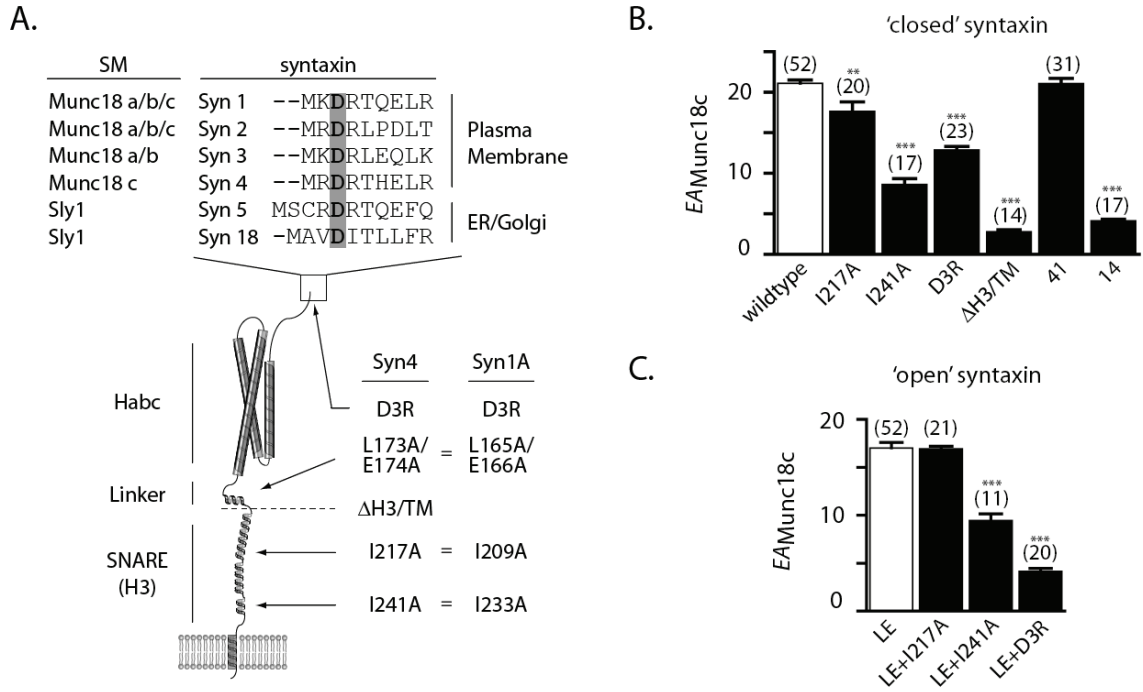 A.
SM syntaxin
Munc18 a/b/c Syn 1 --MKDRTQELR
Munc18 a/b/c Syn 2 --MRDRLPDLT
Munc18 a/b Syn 3 --MKDRLEQLK
Munc18 c Syn 4 --MRDRTHELR
Plasma
Membrane
Sly1 Syn 5 MSCRDRTQEFQ
Sly1 Syn 18 -MAVDITLLFR
ER/Golgi
Habc
Linker
SNARE
(H3)
Syn4 Syn1A
D3R D3R
L173A/ = L165A/
E174A E166A
ΔH3/TM
I217A = I209A
I241A = I233A
B.
'closed' syntaxin
EAMunc18c
20
10
0
(52)
**
(20)
***
(17)
***
(23)
***
(14)
(31)
***
(17)
wildtype
I217A
I241A
D3R
ΔH3/TM
41
14
C.
'open' syntaxin
EAMunc18c
20
10
0
(52)
(21)
***
(11)
***
(20)
LE
LE+I217A
LE+I241A
LE+D3R